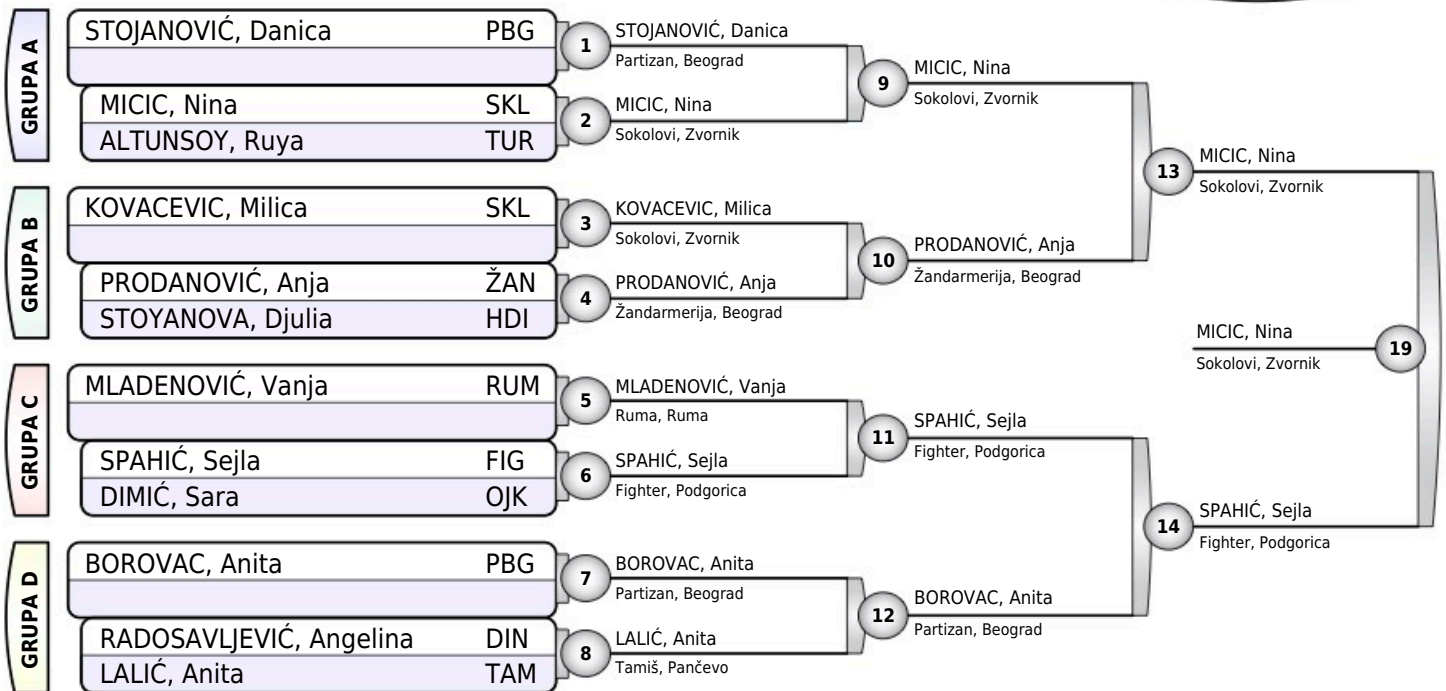 GRUPA A
STOJANOVIĆ, Danica PBG
MICIC, Nina SKL
ALTUNSOY, Ruya TUR
1
STOJANOVIĆ, Danica
Partizan, Beograd
2
MICIC, Nina
Sokolovi, Zvornik
9
MICIC, Nina
Sokolovi, Zvornik
GRUPA B
KOVACEVIC, Milica SKL
PRODANOVIĆ, Anja ŽAN
STOYANOVA, Djulia HDI
3
KOVACEVIC, Milica
Sokolovi, Zvornik
4
PRODANOVIĆ, Anja
Žandarmerija, Beograd
10
PRODANOVIĆ, Anja
Žandarmerija, Beograd
13
MICIC, Nina
Sokolovi, Zvornik
GRUPA C
MLADENOVIĆ, Vanja RUM
SPAHIĆ, Sejla FIG
DIMIĆ, Sara OJK
5
MLADENOVIĆ, Vanja
Ruma, Ruma
6
SPAHIĆ, Sejla
Fighter, Podgorica
11
SPAHIĆ, Sejla
Fighter, Podgorica
GRUPA D
BOROVAC, Anita PBG
RADOSAVLJEVIĆ, Angelina DIN
LALIĆ, Anita TAM
7
BOROVAC, Anita
Partizan, Beograd
8
LALIĆ, Anita
Tamiš, Pančevo
12
BOROVAC, Anita
Partizan, Beograd
14
SPAHIĆ, Sejla
Fighter, Podgorica
MICIC, Nina
Sokolovi, Zvornik
19